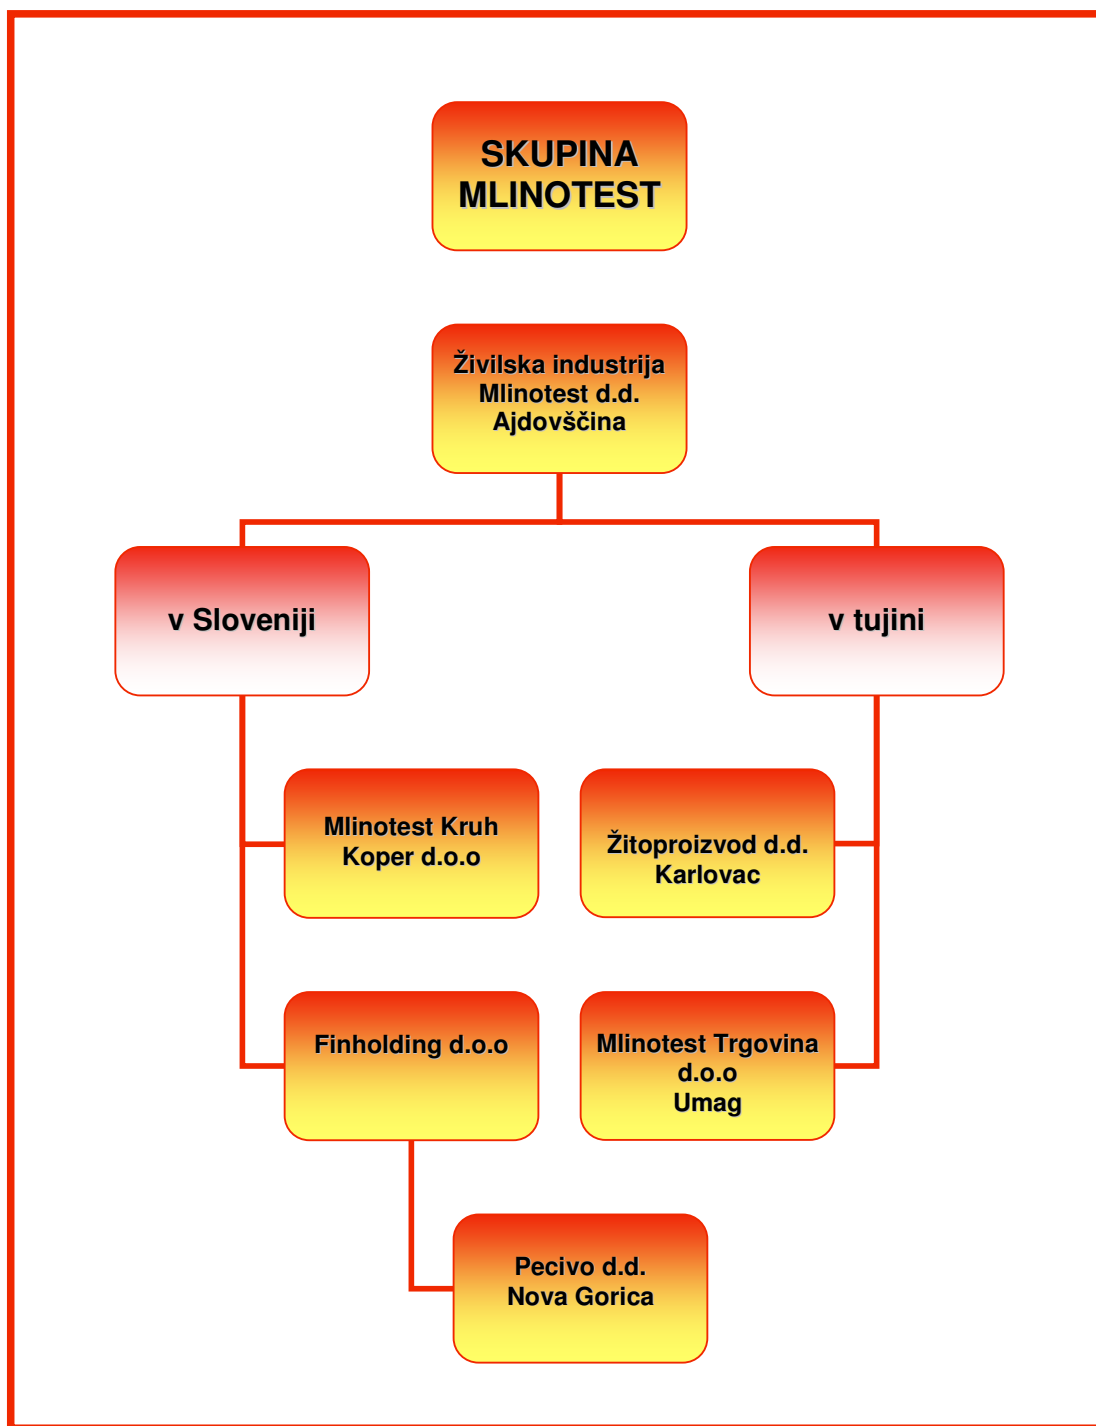 SKUPINA
MLINOTEST
Živilska industrija
Mlinotest d.d.
Ajdovščina
v Sloveniji
v tujini
Mlinotest Kruh
Koper d.o.o
Žitoproizvod d.d.
Karlovac
Finholding d.o.o
Mlinotest Trgovina
d.o.o
Umag
Pecivo d.d.
Nova Gorica